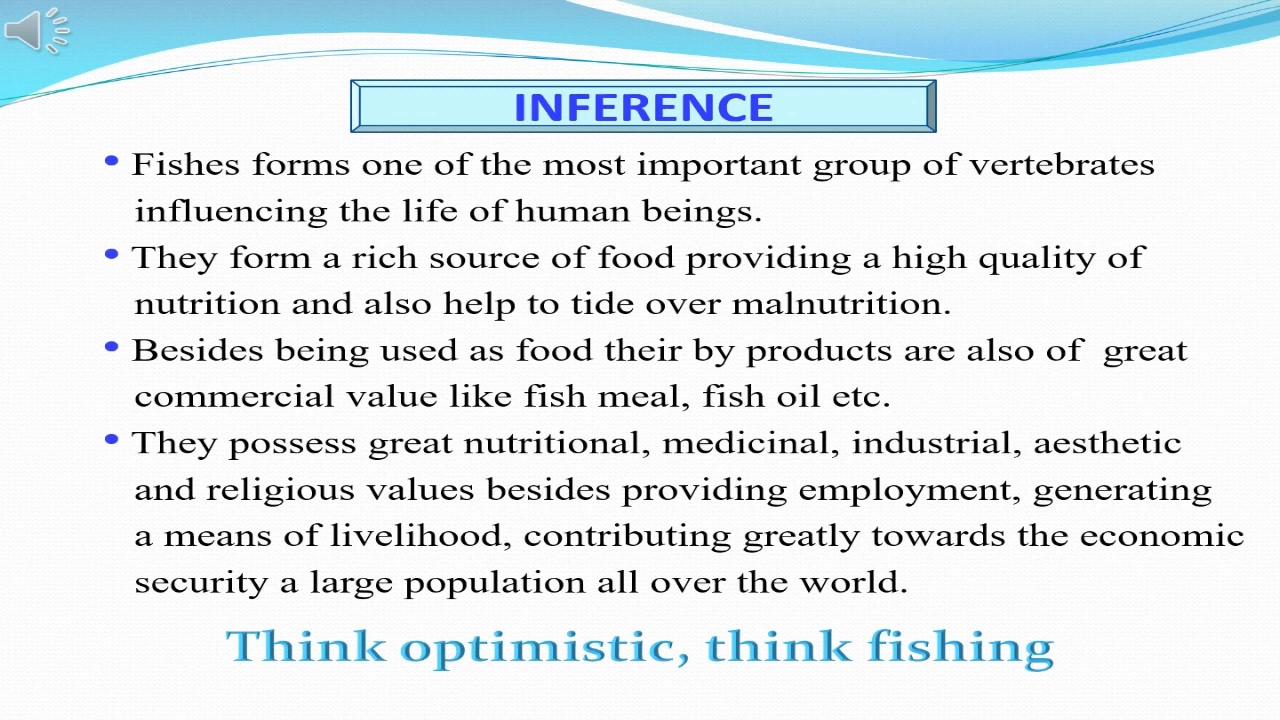 INFERENCE
• Fishes forms one of the most important group of vertebrates
influencing the life of human beings.
• They form a rich source of food providing a high quality of
nutrition and also help to tide over malnutrition.
• Besides being used as food their by products are also of  great
commercial value like fish meal, fish oil etc.
• They possess great nutritional, medicinal, industrial, aesthetic
and religious values besides providing employment, generating
a means of livelihood, contributing greatly towards the economic
security a large population all over the world.
Think optimistic, think fishing